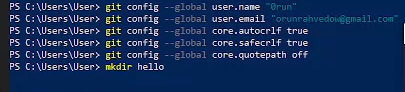 PS C:\Users\User> git config --global user.name "Orun"
PS C:\Users\User> git config --global user.email "orunrahvedow@gmail.com"
PS C:\Users\User> git config --global core.autocrlf true
PS C:\Users\User> git config --global core.safecrlf true
PS C:\Users\User> git config --global core.quotepath off
PS C:\Users\User> mkdir hello